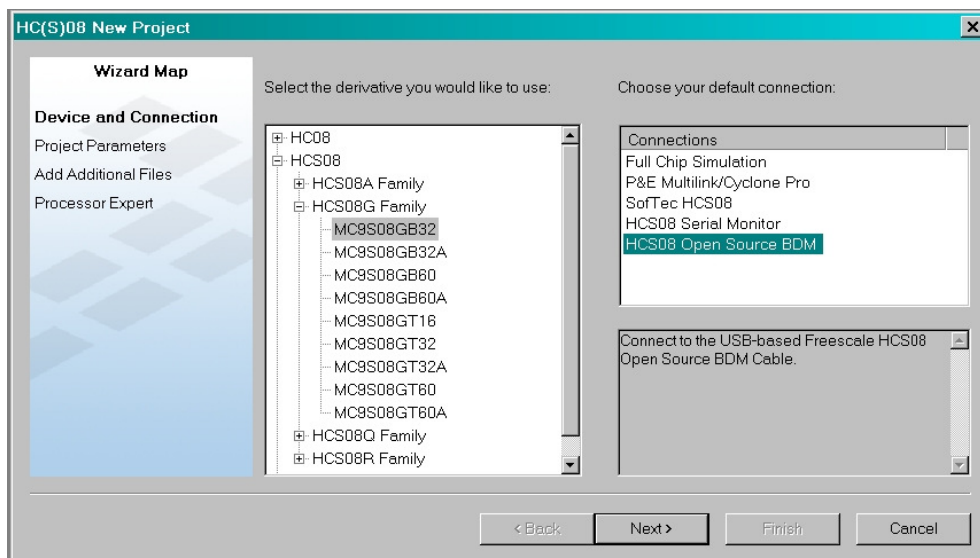 HC(S)08 New Project
Wizard Map
Device and Connection
Project Parameters
Add Additional Files
Processor Expert
Select the derivative you would like to use:
HC08
HCS08
HCS08A Family
HCS08G Family
MC9S08GB32
MC9S08GB32A
MC9S08GB60
MC9S08GB60A
MC9S08GT16
MC9S08GT32
MC9S08GT32A
MC9S08GT60
MC9S08GT60A
HCS08Q Family
HCS08R Family
Choose your default connection:
Connections
Full Chip Simulation
P&E Multilink/Cyclone Pro
SofTec HCS08
HCS08 Serial Monitor
HCS08 Open Source BDM
Connect to the USB-based Freescale HCS08
Open Source BDM Cable.
< Back
Next >
Finish
Cancel